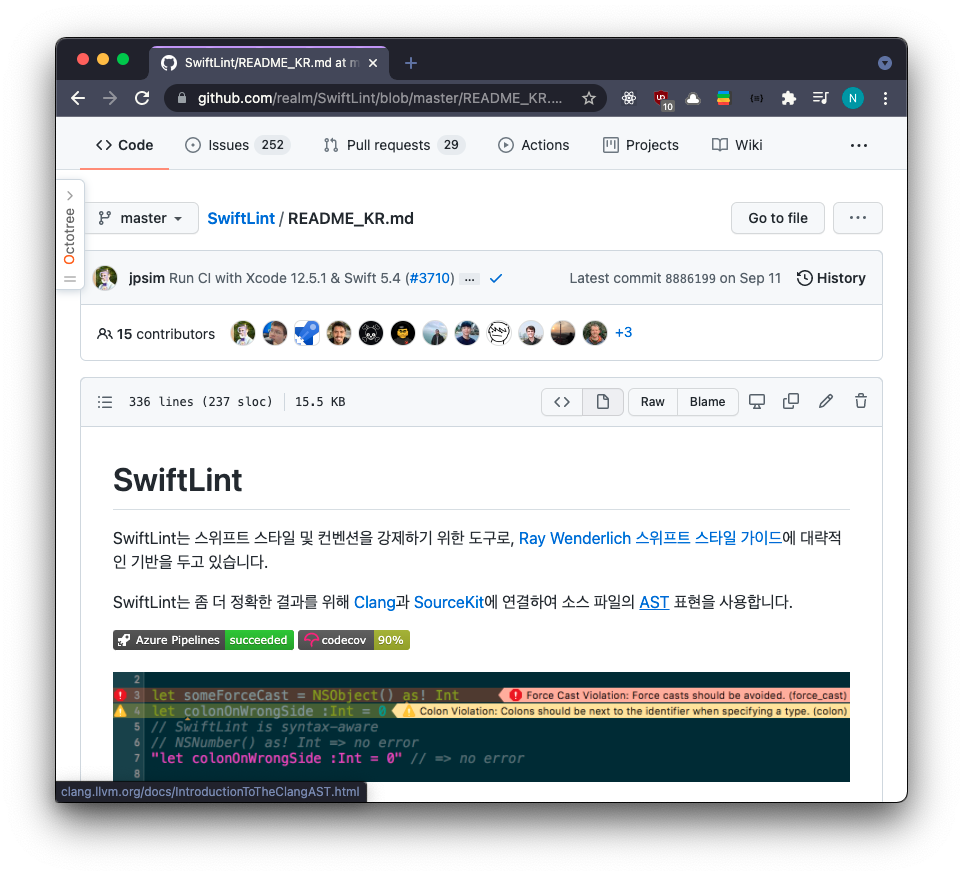 SwiftLint/README_KR.md at m
github.com/realm/SwiftLint/blob/master/README_KR....
10
N
Code
Issues 252
Pull requests 29
Actions
Projects
Wiki
Octotree
master
SwiftLint / README_KR.md
Go to file
jpsim Run CI with Xcode 12.5.1 & Swift 5.4 (#3710) ...
Latest commit 8886199 on Sep 11
History
15 contributors
+3
336 lines (237 sloc) 15.5 KB
Raw
Blame
SwiftLint
SwiftLint는 스위프트 스타일 및 컨벤션을 강제하기 위한 도구로, Ray Wenderlich 스위프트 스타일 가이드에 대략적
인 기반을 두고 있습니다.
SwiftLint는 좀 더 정확한 결과를 위해 Clang과 SourceKit에 연결하여 소스 파일의 AST 표현을 사용합니다.
Azure Pipelines succeeded codecov 90%
2
3 let someForceCast = NSObject() as! Int Force Cast Violation: Force casts should be avoided. (force_cast)
4 let colonOnWrongSide :Int = 0 Colon Violation: Colons should be next to the identifier when specifying a type. (colon)
5 // SwiftLint is syntax-aware
6 // NSNumber() as! Int => no error
7 "let colonOnWrongSide :Int = 0" // => no error
8
clang.llvm.org/docs/IntroductionToTheClangAST.html